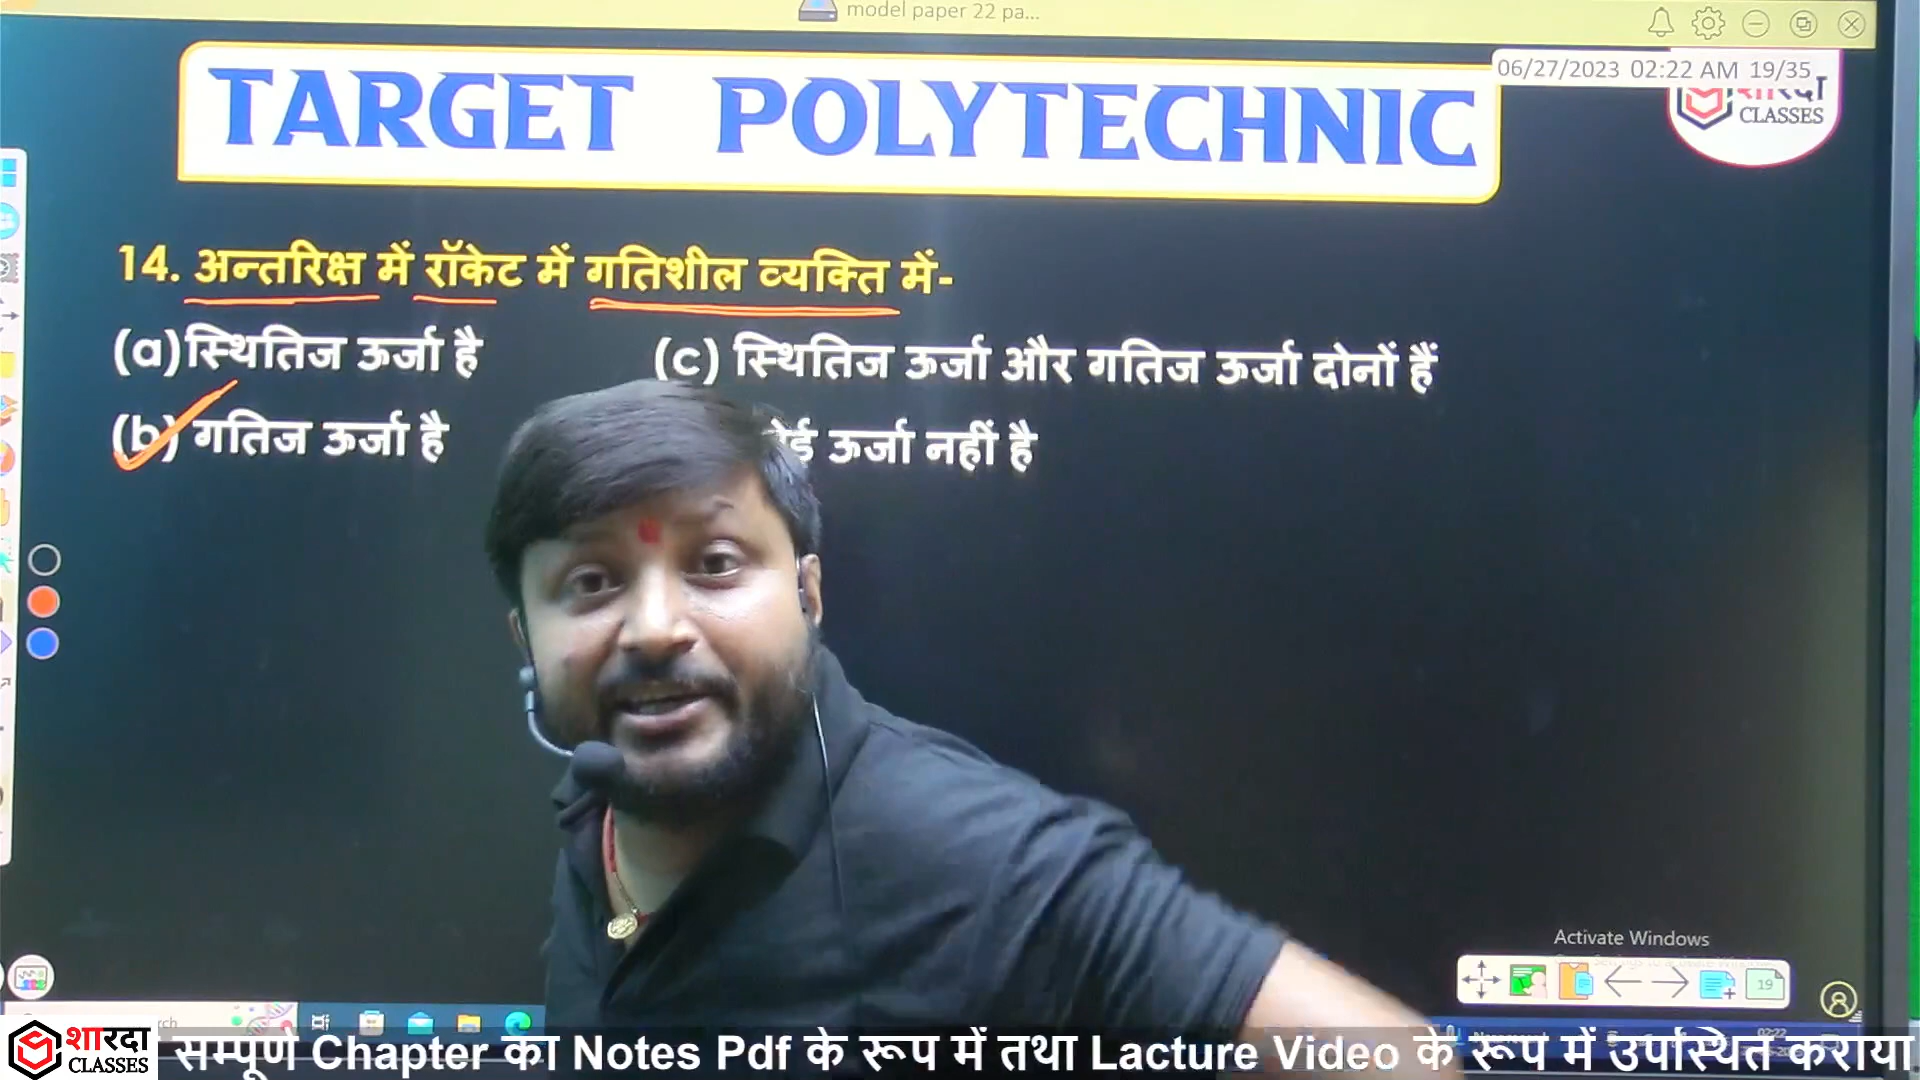 model paper 22 pa...
06/27/2023 02:22 AM 19/35
TARGET POLYTECHNIC
शारदा
CLASSES
14. अन्तरिक्ष में रॉकेट में गतिशील व्यक्ति में-
(a) स्थितिज ऊर्जा है
(c) स्थितिज ऊर्जा और गतिज ऊर्जा दोनों हैं
(b) गतिज ऊर्जा है
ऊर्जा नहीं है
Activate Windows
19
शारदा
CLASSES
सम्पूर्ण Chapter का Notes Pdf के रूप में तथा Lacture Video के रूप में उपस्थित कराया